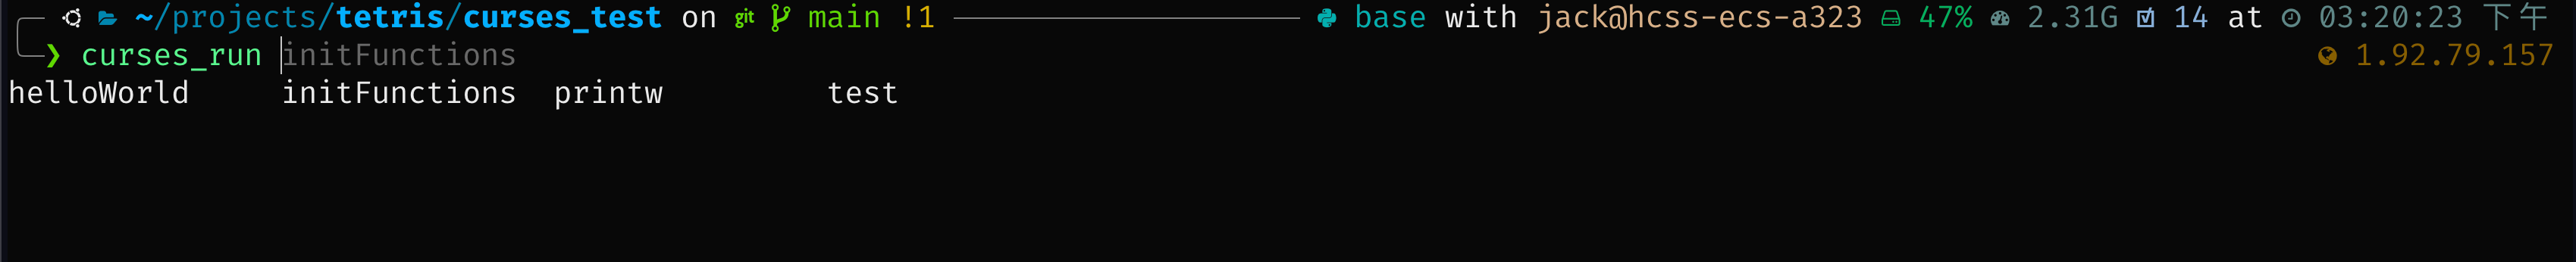 ~/projects/tetris/curses_test on git main !1 base with jack@hcss-ecs-a323 47% 2.31G 14 at 03:20:23 下午
❯ curses_run initFunctions 1.92.79.157
helloWorld initFunctions printw test